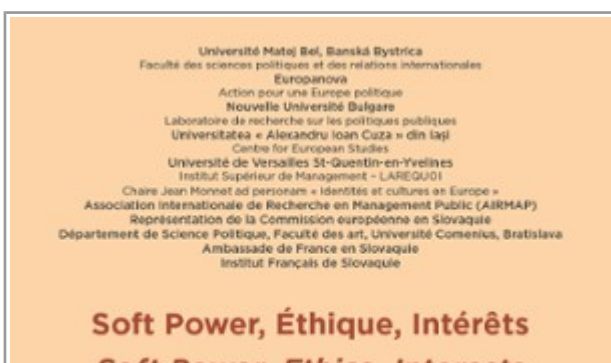 Université Matej Bel, Banská Bystrica
Faculté des sciences politiques et des relations internationales
Europanova
Action pour une Europe politique
Nouvelle Université Bulgare
Laboratoire de recherche sur les politiques publiques
Universitatea « Alexandru Ioan Cuza » din Iași
Centre for European Studies
Université de Versailles St-Quentin-en-Yvelines
Institut Supérieur de Management – LAREQUOI
Chaire Jean Monnet ad personam « Identités et cultures en Europe »
Association Internationale de Recherche en Management Public (AIRMAP)
Représentation de la Commission européenne en Slovaquie
Département de Science Politique, Faculté des art, Université Comenius, Bratislava
Ambassade de France en Slovaquie
Institut Français de Slovaquie
Soft Power, Éthique, Intérêts
Soft Power, Ethics, Interest